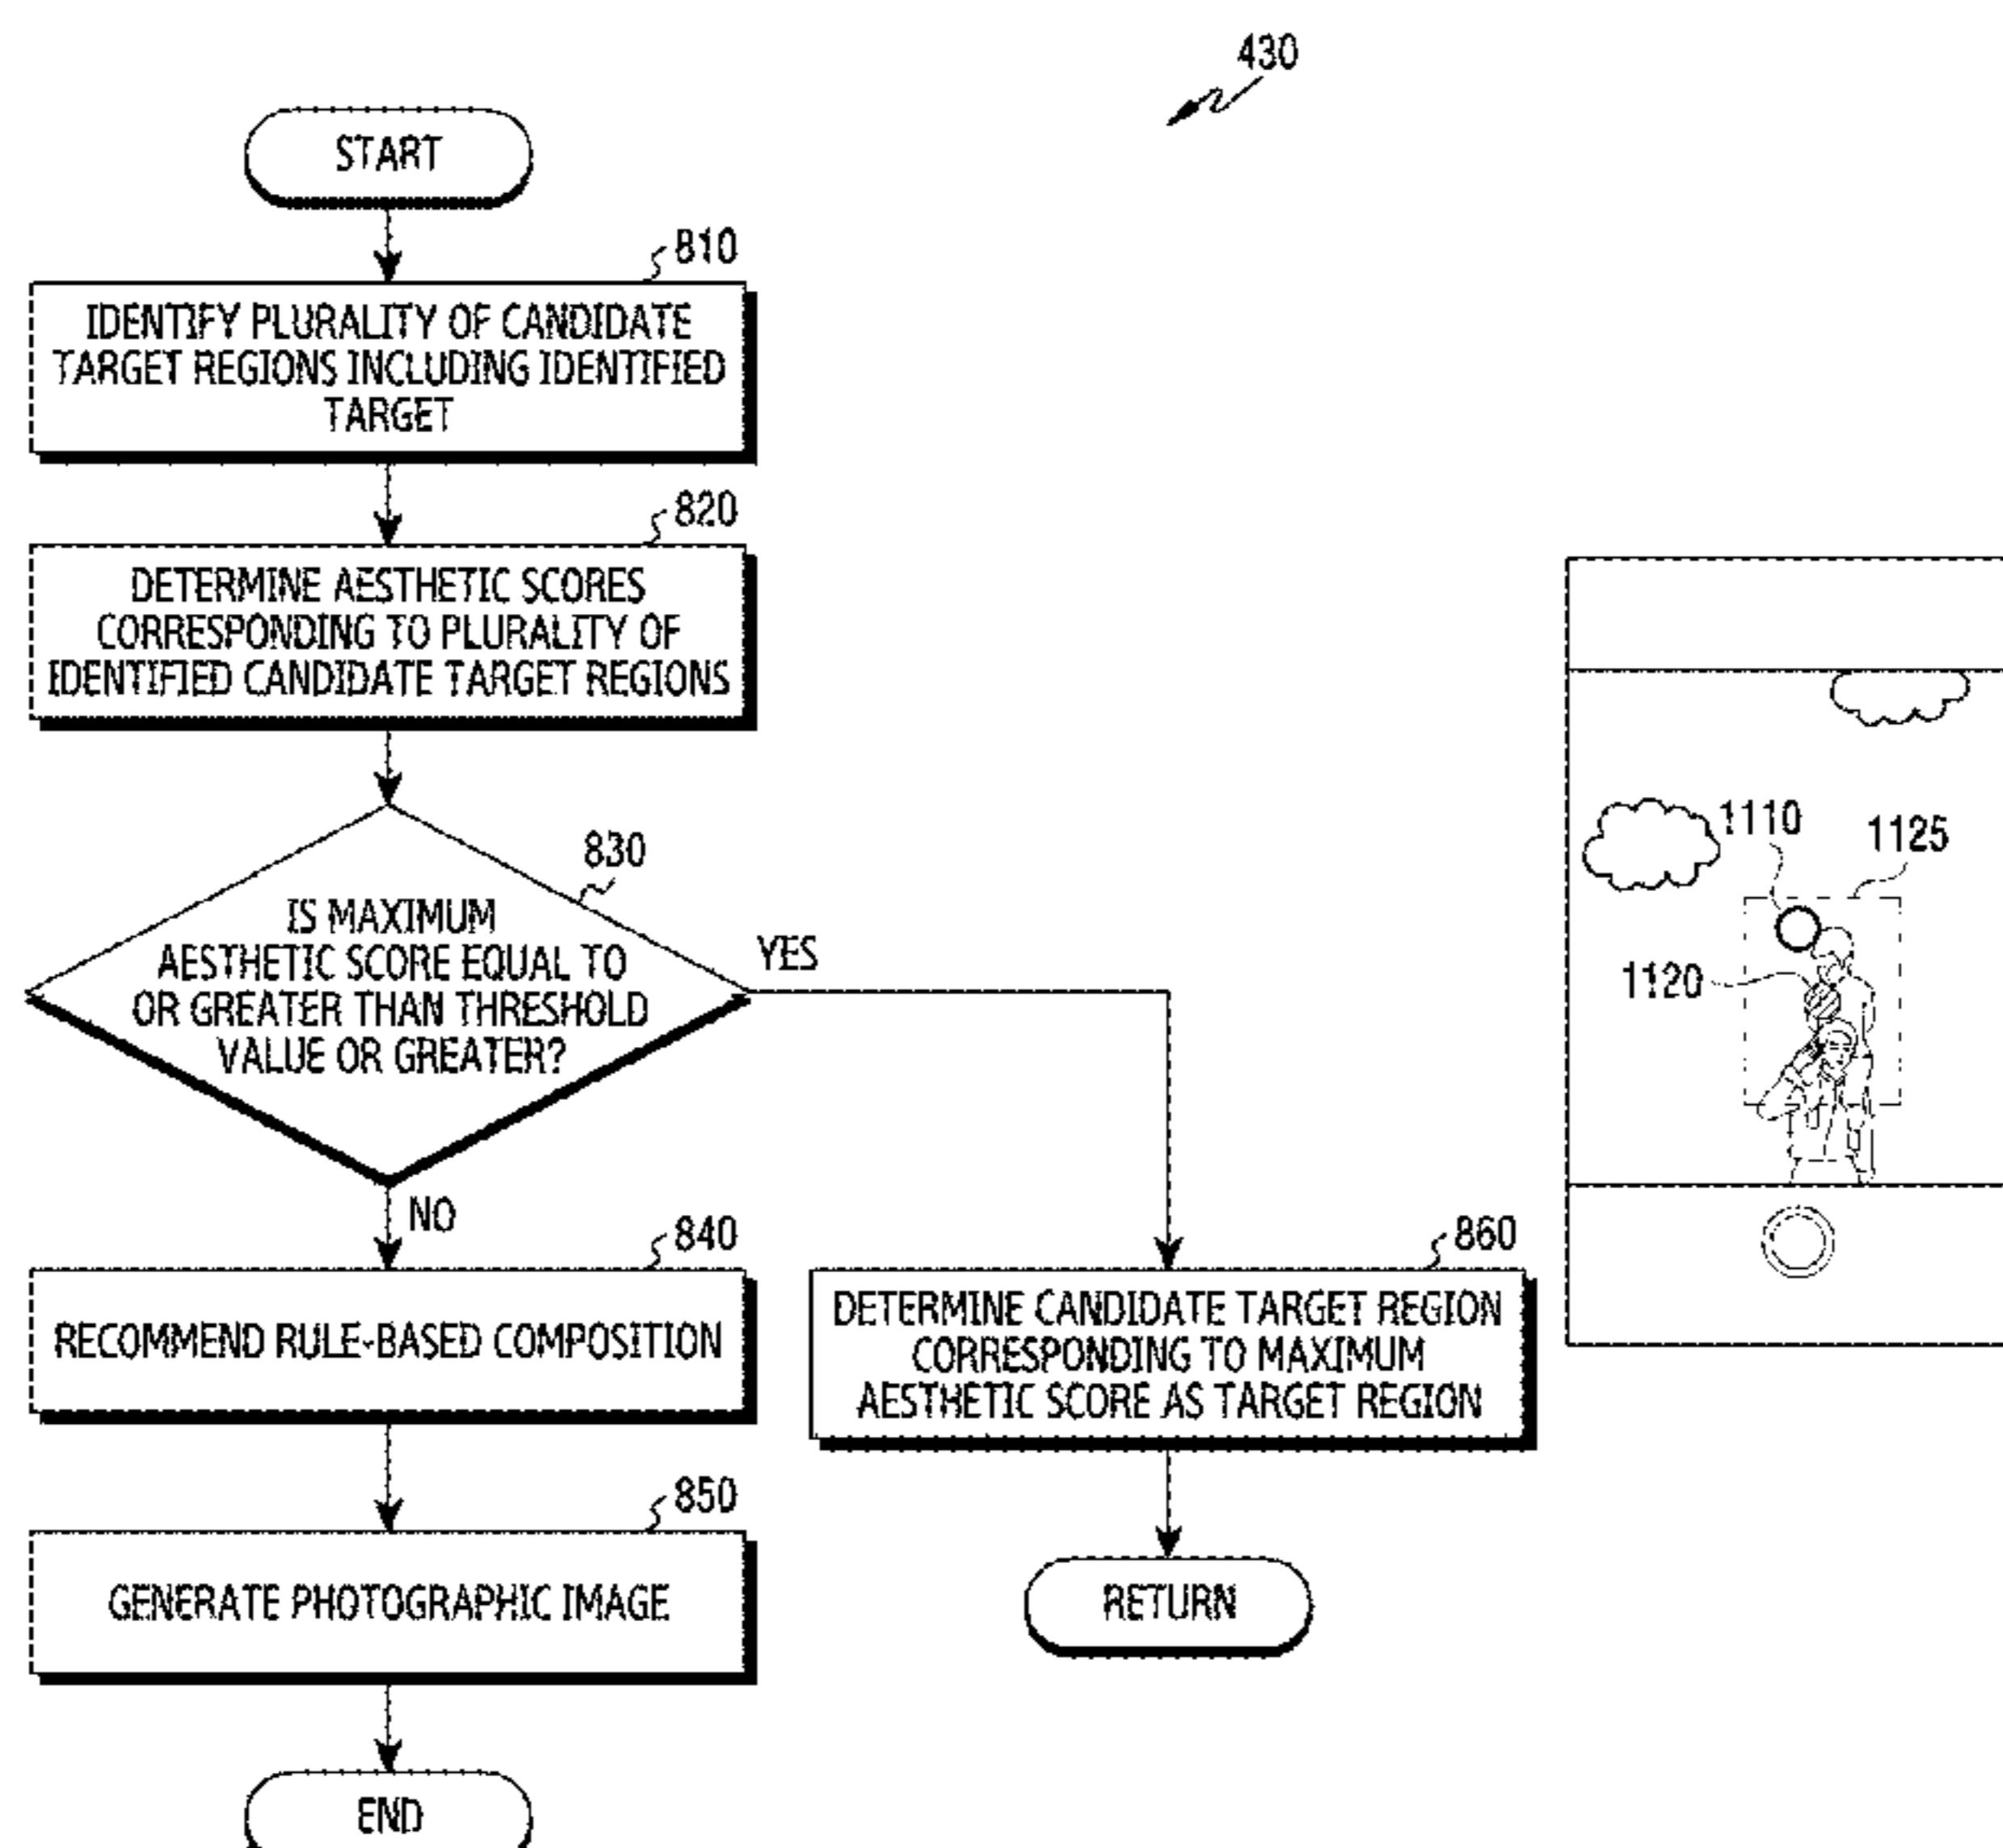 430
START
810
IDENTIFY PLURALITY OF CANDIDATE
TARGET REGIONS INCLUDING IDENTIFIED
TARGET
820
DETERMINE AESTHETIC SCORES
CORRESPONDING TO PLURALITY OF
IDENTIFIED CANDIDATE TARGET REGIONS
830
IS MAXIMUM
AESTHETIC SCORE EQUAL TO
OR GREATER THAN THRESHOLD
VALUE OR GREATER?
YES
NO
840
RECOMMEND RULE-BASED COMPOSITION
850
GENERATE PHOTOGRAPHIC IMAGE
END
860
DETERMINE CANDIDATE TARGET REGION
CORRESPONDING TO MAXIMUM
AESTHETIC SCORE AS TARGET REGION
RETURN
1110
1125
1120